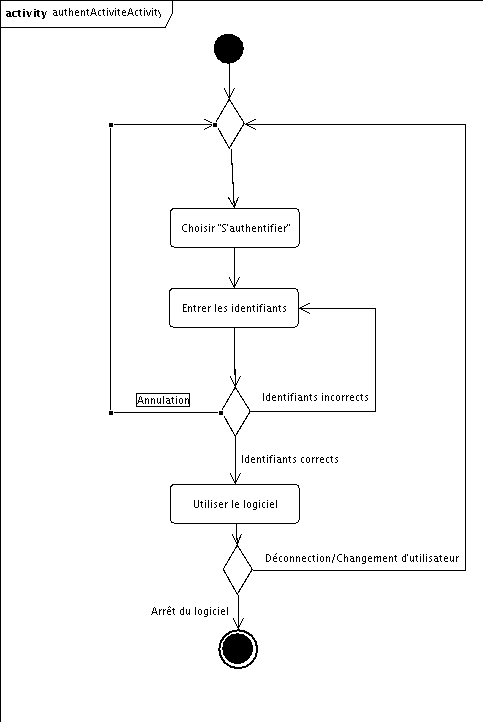 activity authentActiviteActivity
Choisir "S'authentifier"
Entrer les identifiants
Annulation
Identifiants incorrects
Identifiants corrects
Utiliser le logiciel
Déconnection/Changement d'utilisateur
Arrêt du logiciel